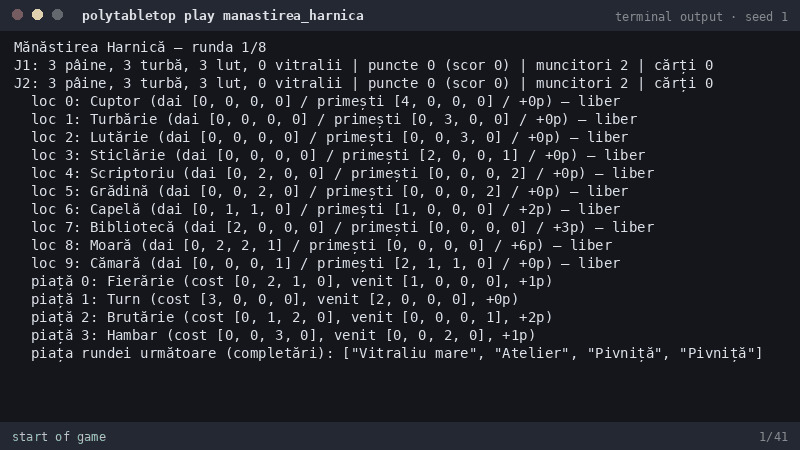 polytabletop play manastirea_harnica
terminal output · seed 1
Mănăstirea Harnică — runda 1/8
J1: 3 pâine, 3 turbă, 3 lut, 0 vitralii | puncte 0 (scor 0) | muncitori 2 | cărți 0
J2: 3 pâine, 3 turbă, 3 lut, 0 vitralii | puncte 0 (scor 0) | muncitori 2 | cărți 0
loc 0: Cuptor (dai [0, 0, 0, 0] / primești [4, 0, 0, 0] / +0p) — liber
loc 1: Turbărie (dai [0, 0, 0, 0] / primești [0, 3, 0, 0] / +0p) — liber
loc 2: Lutărie (dai [0, 0, 0, 0] / primești [0, 0, 3, 0] / +0p) — liber
loc 3: Sticlărie (dai [0, 0, 0, 0] / primești [2, 0, 0, 1] / +0p) — liber
loc 4: Scriptoriu (dai [0, 2, 0, 0] / primești [0, 0, 0, 2] / +0p) — liber
loc 5: Grădină (dai [0, 0, 2, 0] / primești [0, 0, 0, 2] / +0p) — liber
loc 6: Capelă (dai [0, 1, 1, 0] / primești [1, 0, 0, 0] / +2p) — liber
loc 7: Bibliotecă (dai [2, 0, 0, 0] / primești [0, 0, 0, 0] / +3p) — liber
loc 8: Moară (dai [0, 2, 2, 1] / primești [0, 0, 0, 0] / +6p) — liber
loc 9: Cămară (dai [0, 0, 0, 1] / primești [2, 1, 1, 0] / +0p) — liber
piață 0: Fierărie (cost [0, 2, 1, 0], venit [1, 0, 0, 0], +1p)
piață 1: Turn (cost [3, 0, 0, 0], venit [2, 0, 0, 0], +0p)
piață 2: Brutărie (cost [0, 1, 2, 0], venit [0, 0, 0, 1], +2p)
piață 3: Hambar (cost [0, 0, 3, 0], venit [0, 0, 2, 0], +1p)
piața rundei următoare (completări): ["Vitraliu mare", "Atelier", "Pivniță", "Pivniță"]
start of game
1/41